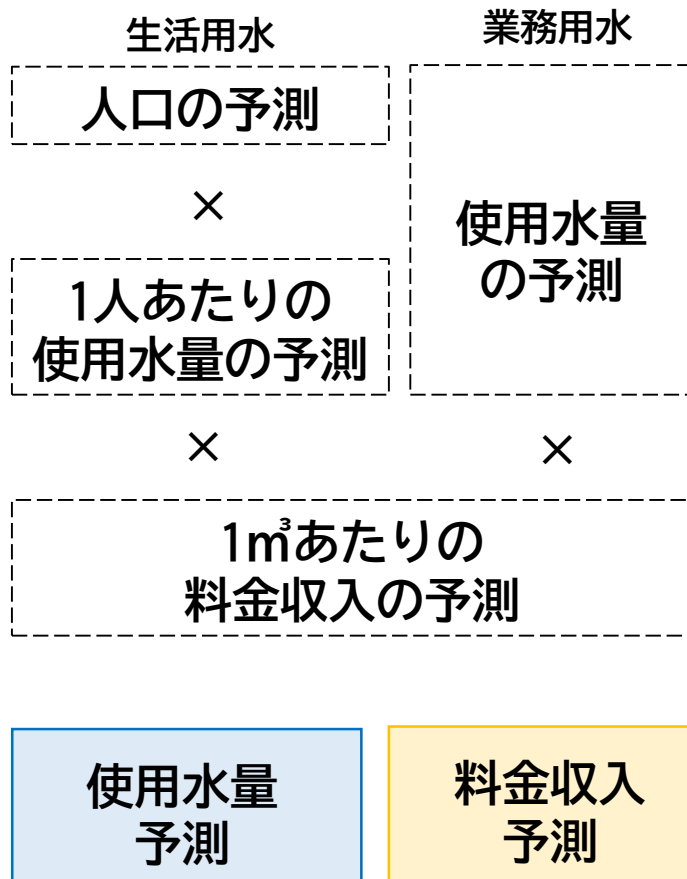 生活用水
業務用水
人口の予測
×
1人あたりの
使用水量の予測
使用水量
の予測
×
×
1㎥あたりの
料金収入の予測
使用水量
予測
料金収入
予測